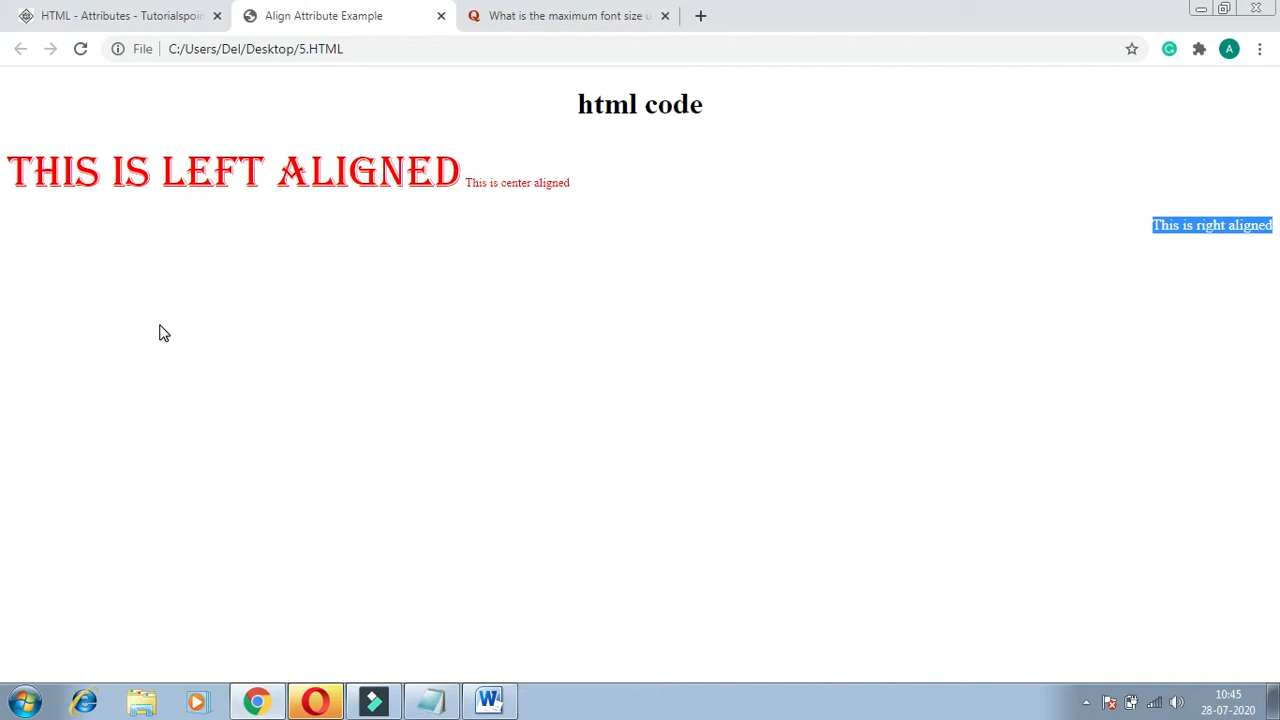 HTML - Attributes - Tutorialspoi
Align Attribute Example
What is the maximum font size u
File
C:/Users/Del/Desktop/5.HTML
A
html code
THIS IS LEFT ALIGNED This is center aligned
This is right aligned
10:45
28-07-2020